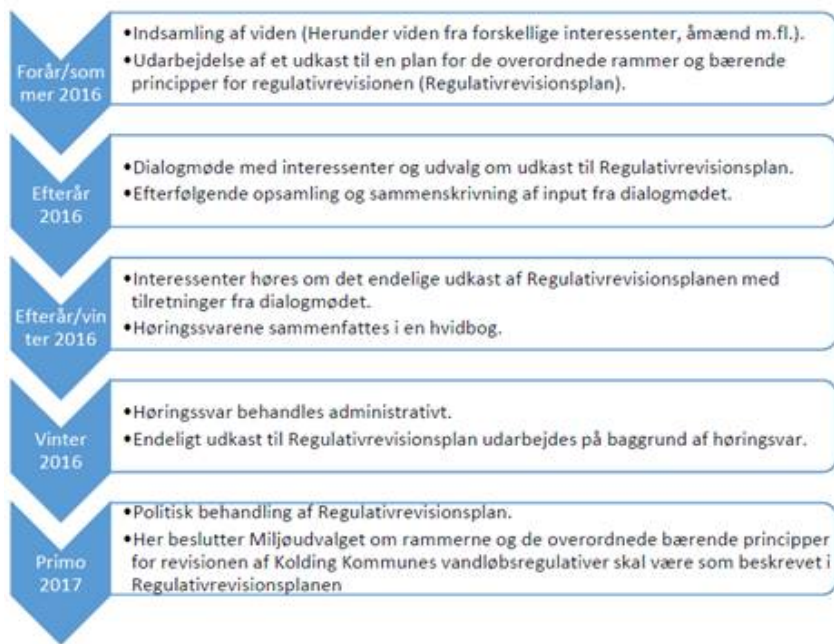 Forår/som
mer 2016
•Indsamling af viden (Herunder viden fra forskellige interessenter, åmænd m.fl.).
•Udarbejdelse af et udkast til en plan for de overordnede rammer og bærende
principper for regulativrevisionen (Regulativrevisionsplan).
Efterår
2016
•Dialogmøde med interessenter og udvalg om udkast til Regulativrevisionsplan.
•Efterfølgende opsamling og sammenskrivning af input fra dialogmødet.
Efterår/vin
ter 2016
•Interessenter høres om det endelige udkast af Regulativrevisionsplanen med
tilretninger fra dialogmødet.
•Høringssvarene sammenfattes i en hvidbog.
Vinter
2016
•Høringssvar behandles administrativt.
•Endeligt udkast til Regulativrevisionsplan udarbejdes på baggrund af høringsvar.
Primo
2017
•Politisk behandling af Regulativrevisionsplan.
•Her beslutter Miljøudvalget om rammerne og de overordnede bærende principper
for revisionen af Kolding Kommunes vandløbsregulativer skal være som beskrevet i
Regulativrevisionsplanen